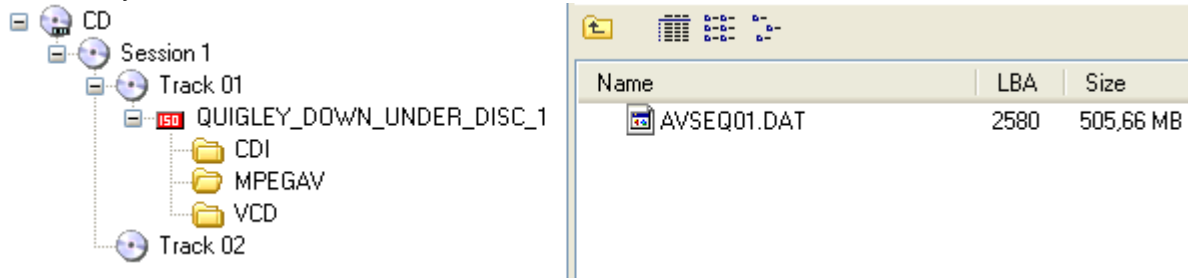 CD
Session 1
Track 01
ISO QUIGLEY_DOWN_UNDER_DISC_1
CDI
MPEGAV
VCD
Track 02
Name LBA Size
AVSEQ01.DAT 2580 505,66 MB